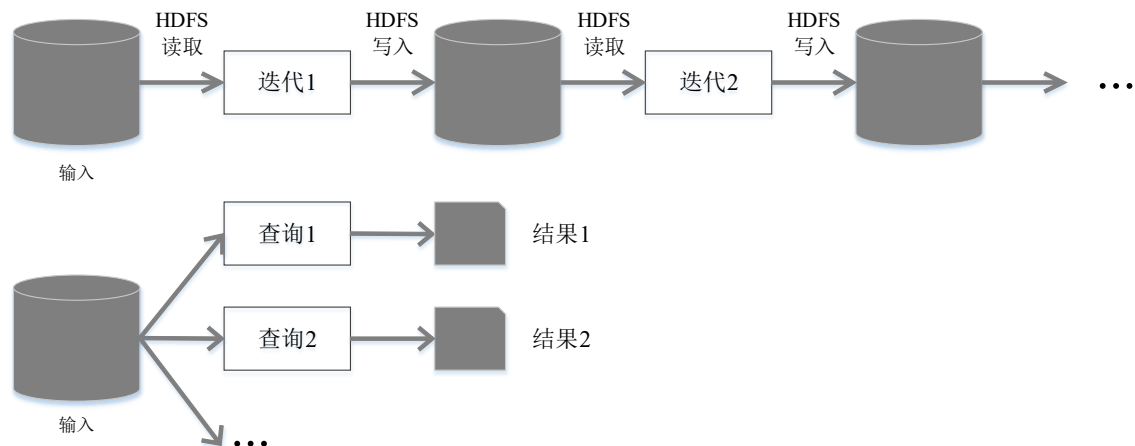 HDFS
读取
HDFS
写入
HDFS
读取
HDFS
写入
迭代1
迭代2
...
输入
查询1
结果1
查询2
结果2
输入
...